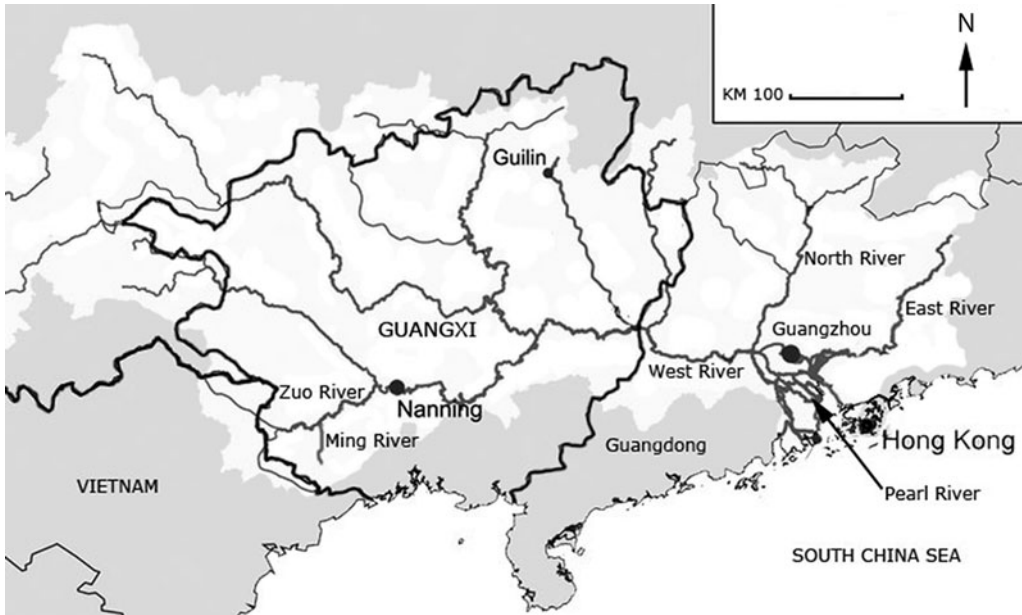 N
KM 100
Guilin
North River
East River
GUANGXI
Guangzhou
West River
Zuo River
Nanning
Ming River
Guangdong
Hong Kong
VIETNAM
Pearl River
SOUTH CHINA SEA